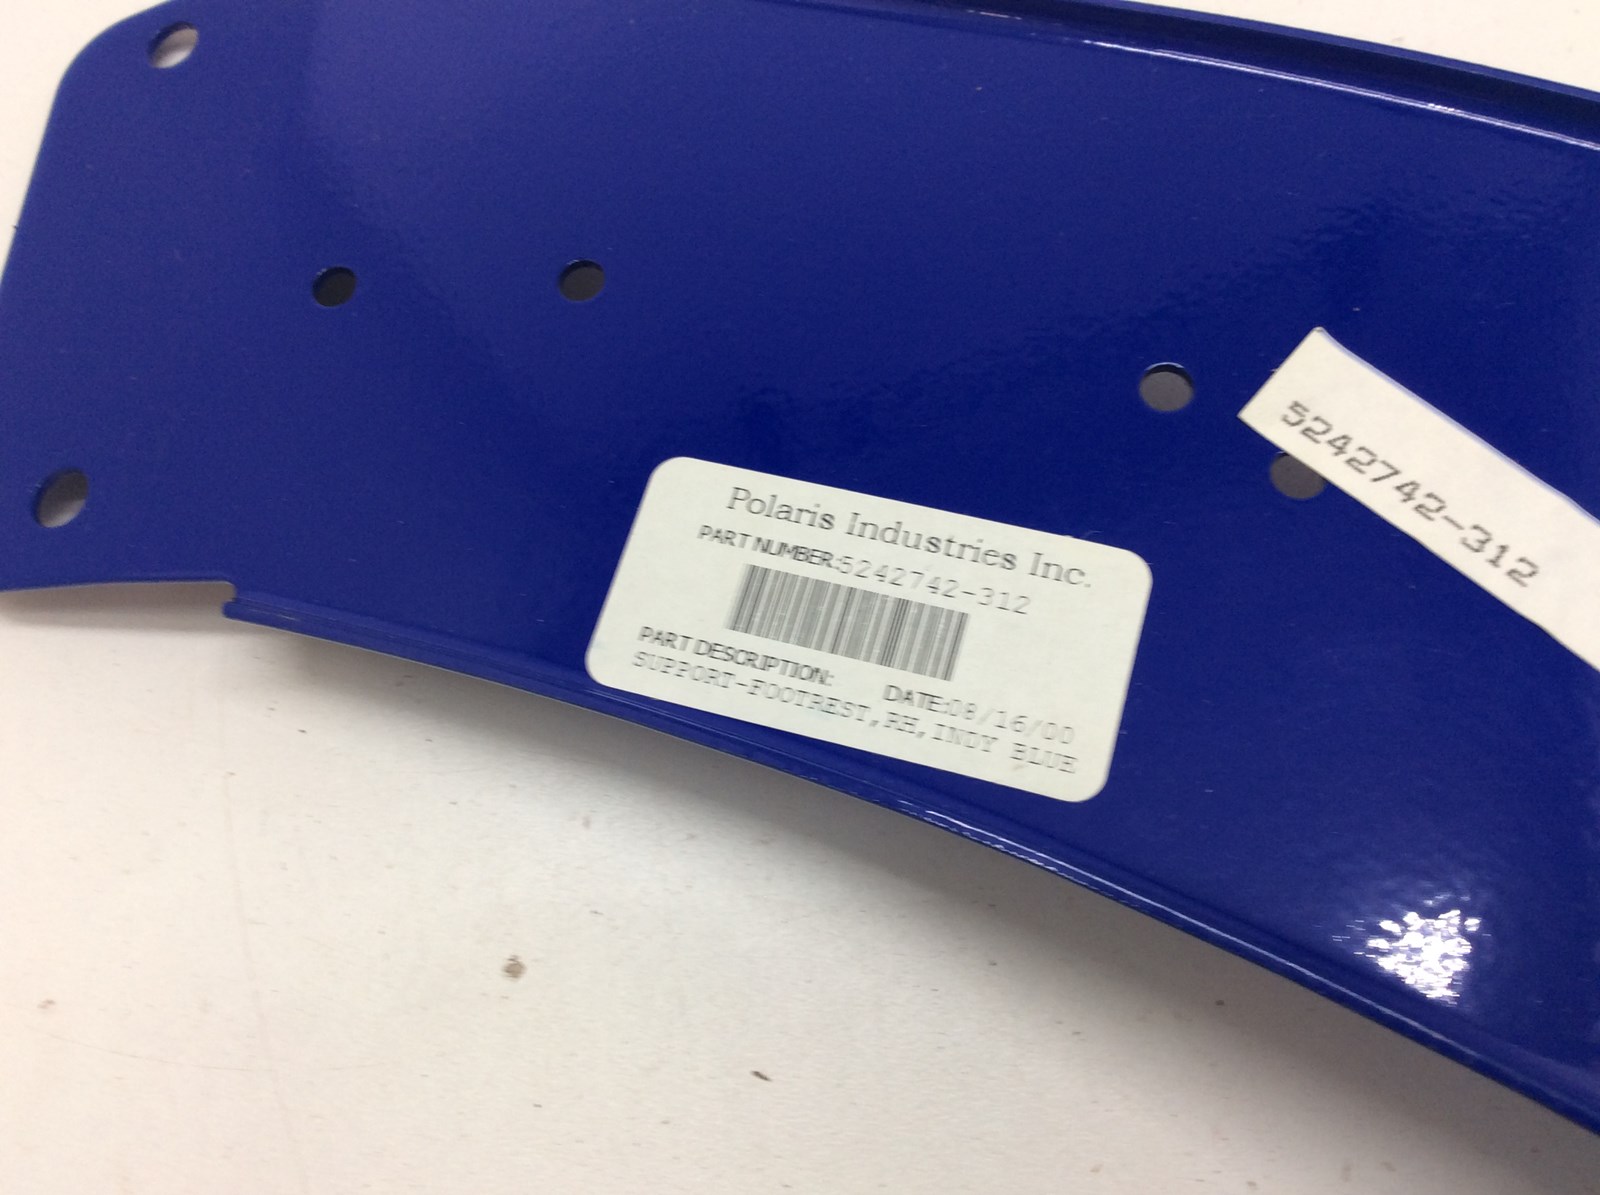 Polaris Industries Inc.
PART NUMBER:5242742-312
PART DESCRIPTION:
DATE:08/16/00
SUPPORT-FOOTREST,RH,INDY BLUE
5242742-312